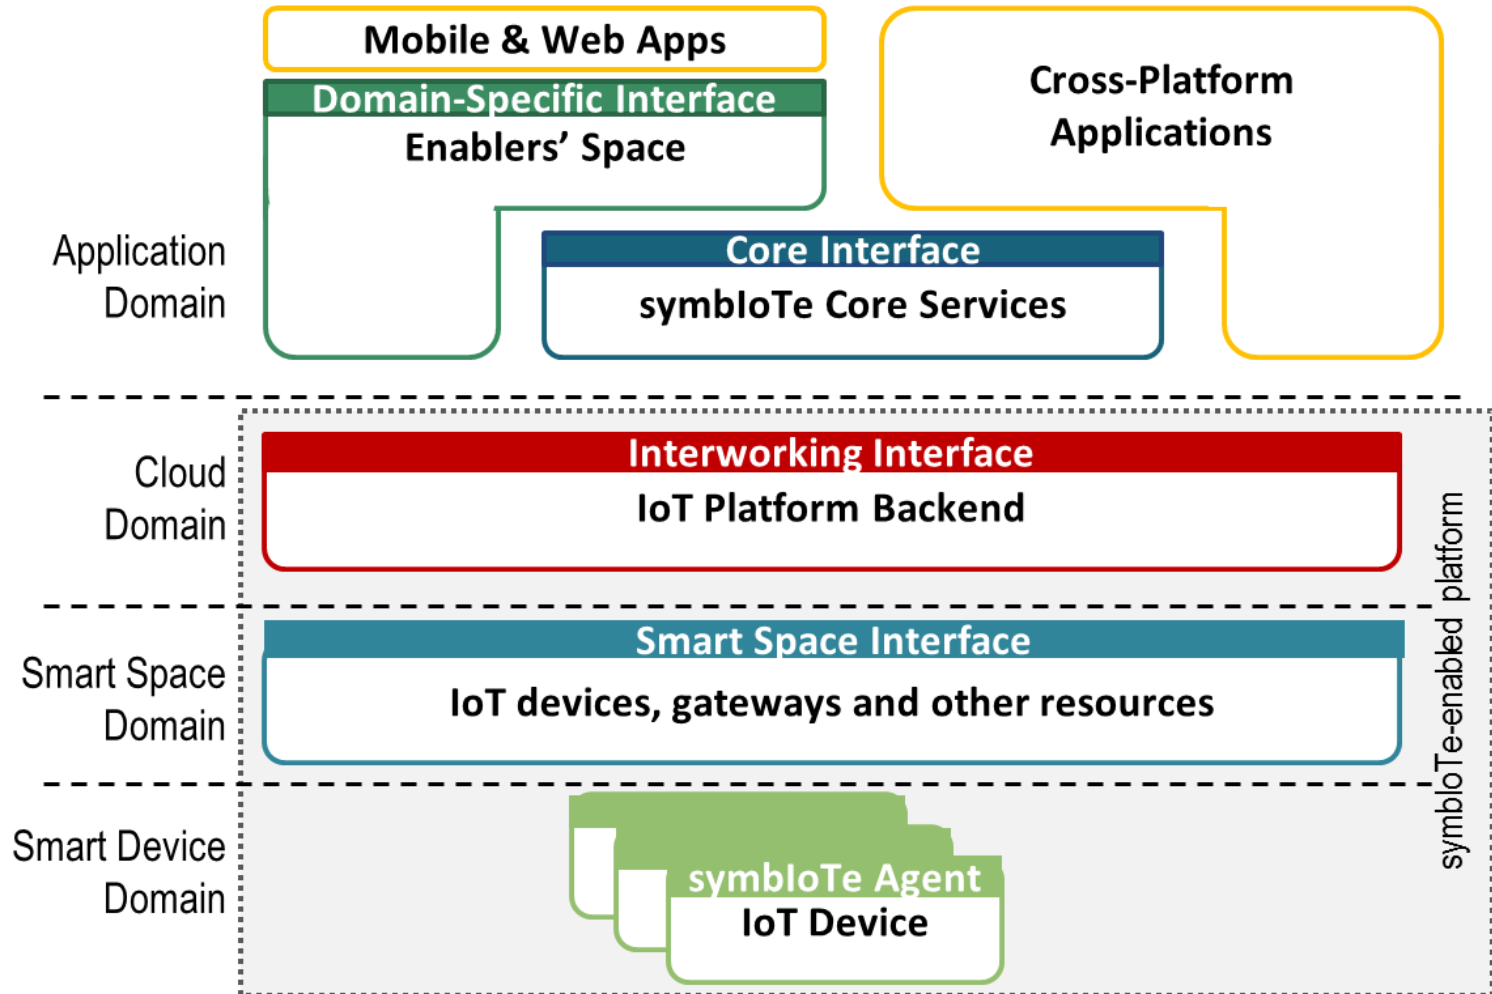 Mobile & Web Apps
Domain-Specific Interface
Enablers’ Space
Cross-Platform
Applications
Application
Domain
Core Interface
symbIoTe Core Services
Cloud
Domain
Interworking Interface
IoT Platform Backend
Smart Space
Domain
Smart Space Interface
IoT devices, gateways and other resources
Smart Device
Domain
symbIoTe Agent
IoT Device
symbIoTe-enabled platform